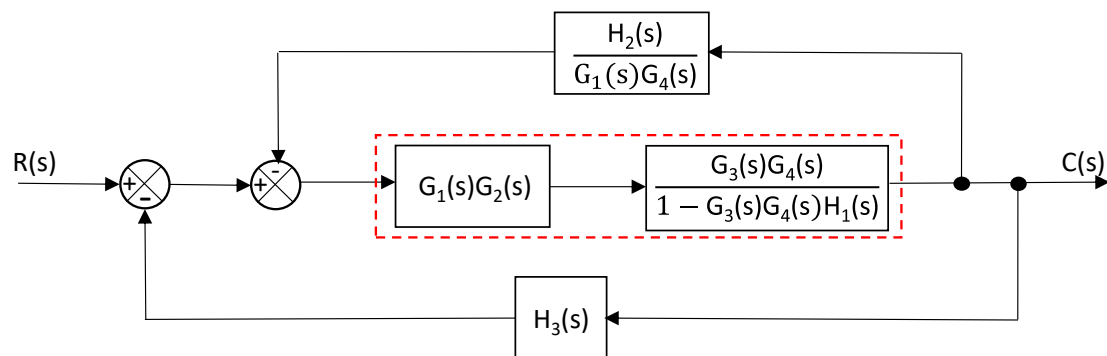 H₂(s)
G₁(s)G₄(s)
R(s)
+
-
+
-
G₁(s)G₂(s)
G₃(s)G₄(s)
1 − G₃(s)G₄(s)H₁(s)
C(s)
H₃(s)